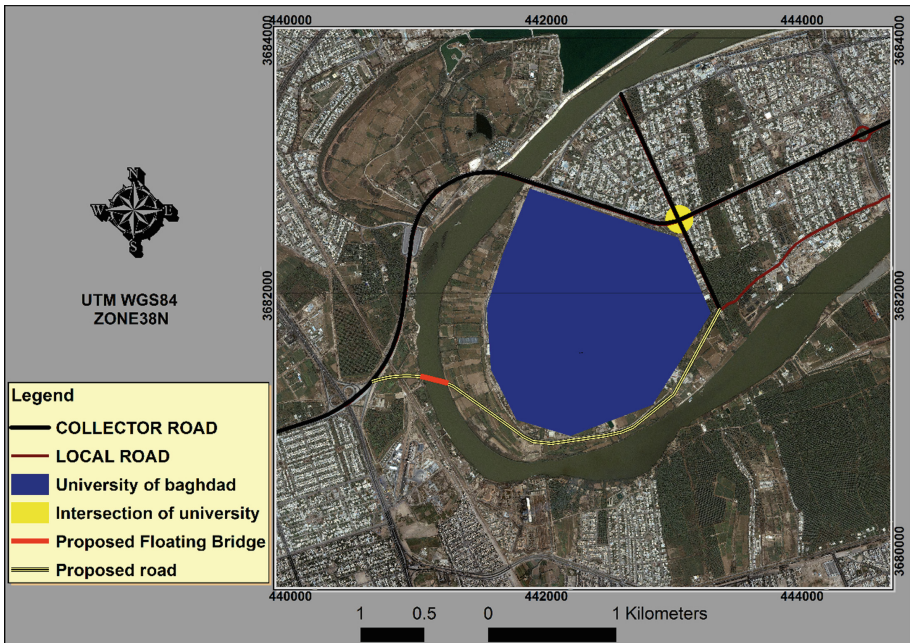 440000 442000 444000
3684000 3684000
N
W E
S
3682000 3682000
UTM WGS84
ZONE38N
Legend
COLLECTOR ROAD
LOCAL ROAD
University of baghdad
Intersection of university
Proposed Floating Bridge
Proposed road
3680000 3680000
440000 442000 444000
1 0.5 0 1 Kilometers